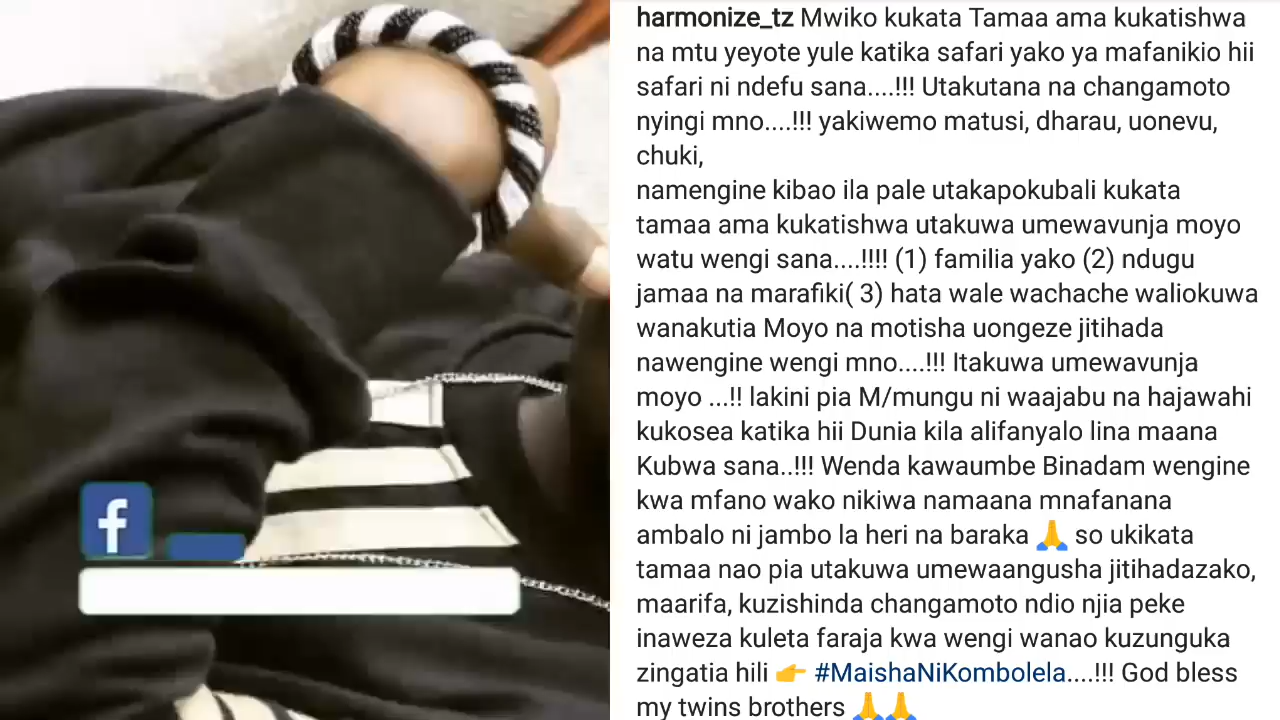 harmonize_tz Mwiko kukata Tamaa ama kukatishwa
na mtu yeyote yule katika safari yako ya mafanikio hii
safari ni ndefu sana....!!! Utakutana na changamoto
nyingi mno....!!! yakiwemo matusi, dharau, uonevu,
chuki,
namengine kibao ila pale utakapokubali kukata
tamaa ama kukatishwa utakuwa umewavunja moyo
watu wengi sana....!!!! (1) familia yako (2) ndugu
jamaa na marafiki( 3) hata wale wachache waliokuwa
wanakutia Moyo na motisha uongeze jitihada
nawengine wengi mno....!!! Itakuwa umewavunja
moyo ...!! lakini pia M/mungu ni waajabu na hajawahi
kukosea katika hii Dunia kila alifanyalo lina maana
Kubwa sana..!!! Wenda kawaumbe Binadam wengine
kwa mfano wako nikiwa namaana mnafanana
ambalo ni jambo la heri na baraka 🙏 so ukikata
tamaa nao pia utakuwa umewaangusha jitihadazako,
maarifa, kuzishinda changamoto ndio njia peke
inaweza kuleta faraja kwa wengi wanao kuzunguka
zingatia hili 👉 #MaishaNiKombolela....!!! God bless
my twins brothers 🙏🙏
f